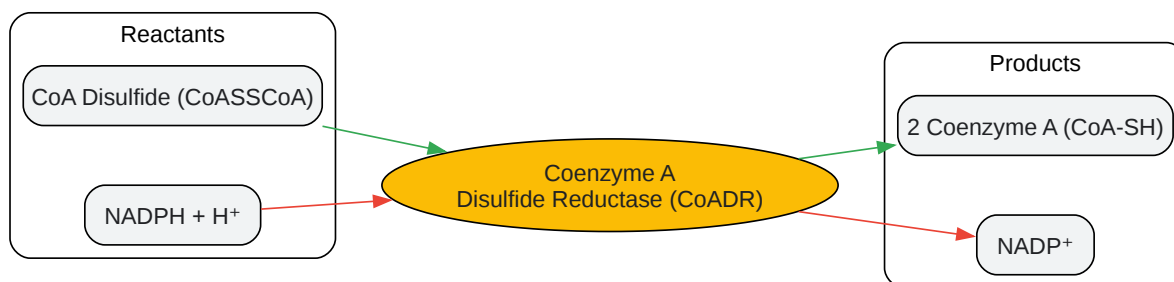 Reactants
CoA Disulfide (CoASSCoA)
NADPH + H⁺
Coenzyme A
Disulfide Reductase (CoADR)
Products
2 Coenzyme A (CoA-SH)
NADP⁺